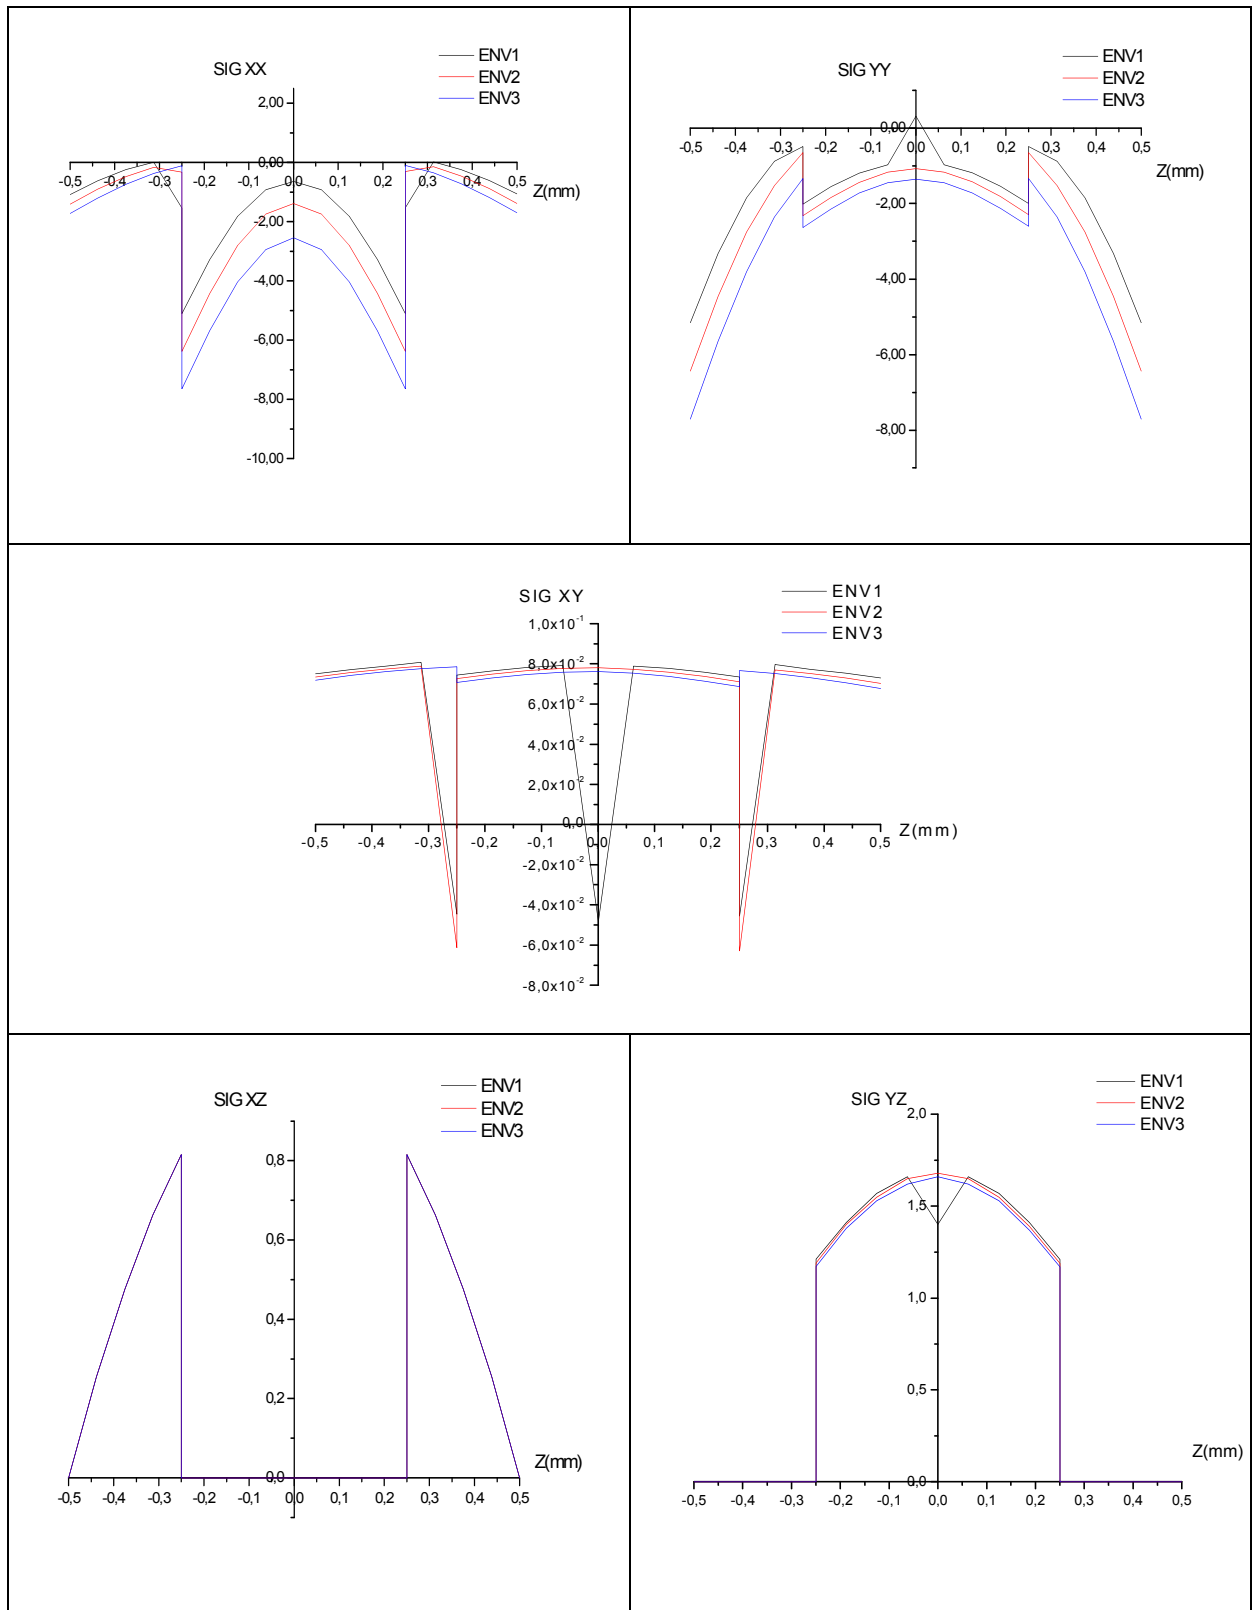 SIG XX
ENV1
ENV2
ENV3
2,00
0,00
-2,00
-4,00
-6,00
-8,00
-10,00
-0,5 -0,4 -0,3 -0,2 -0,1 0,0 0,1 0,2 0,3 0,4 0,5
Z(mm)
SIG YY
ENV1
ENV2
ENV3
0,00
-2,00
-4,00
-6,00
-8,00
-0,5 -0,4 -0,3 -0,2 -0,1 0,0 0,1 0,2 0,3 0,4 0,5
Z(mm)
SIG XY
ENV1
ENV2
ENV3
1,0x10⁻¹
8,0x10⁻²
6,0x10⁻²
4,0x10⁻²
2,0x10⁻²
0,0
-2,0x10⁻²
-4,0x10⁻²
-6,0x10⁻²
-8,0x10⁻²
-0,5 -0,4 -0,3 -0,2 -0,1 0,0 0,1 0,2 0,3 0,4 0,5
Z(mm)
SIG XZ
ENV1
ENV2
ENV3
0,8
0,6
0,4
0,2
0,0
-0,5 -0,4 -0,3 -0,2 -0,1 0,0 0,1 0,2 0,3 0,4 0,5
Z(mm)
SIG YZ
ENV1
ENV2
ENV3
2,0
1,5
1,0
0,5
0,0
-0,5 -0,4 -0,3 -0,2 -0,1 0,0 0,1 0,2 0,3 0,4 0,5
Z(mm)